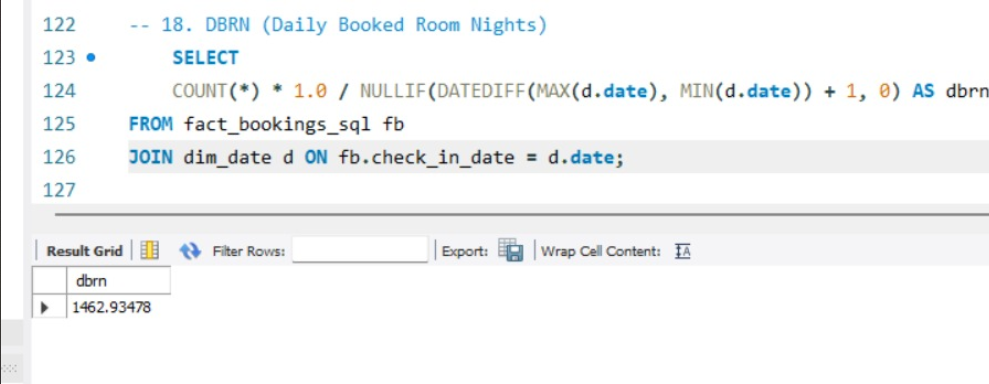 122 -- 18. DBRN (Daily Booked Room Nights)
123 SELECT
124 COUNT(*) * 1.0 / NULLIF(DATEDIFF(MAX(d.date), MIN(d.date)) + 1, 0) AS dbrn
125 FROM fact_bookings_sql fb
126 JOIN dim_date d ON fb.check_in_date = d.date;
127
Result Grid Filter Rows: Export: Wrap Cell Content: IA
dbrn
1462.93478